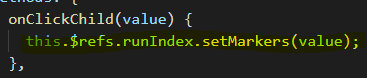 onClickChild(value) {
this.$refs.runIndex.setMarkers(value);
},